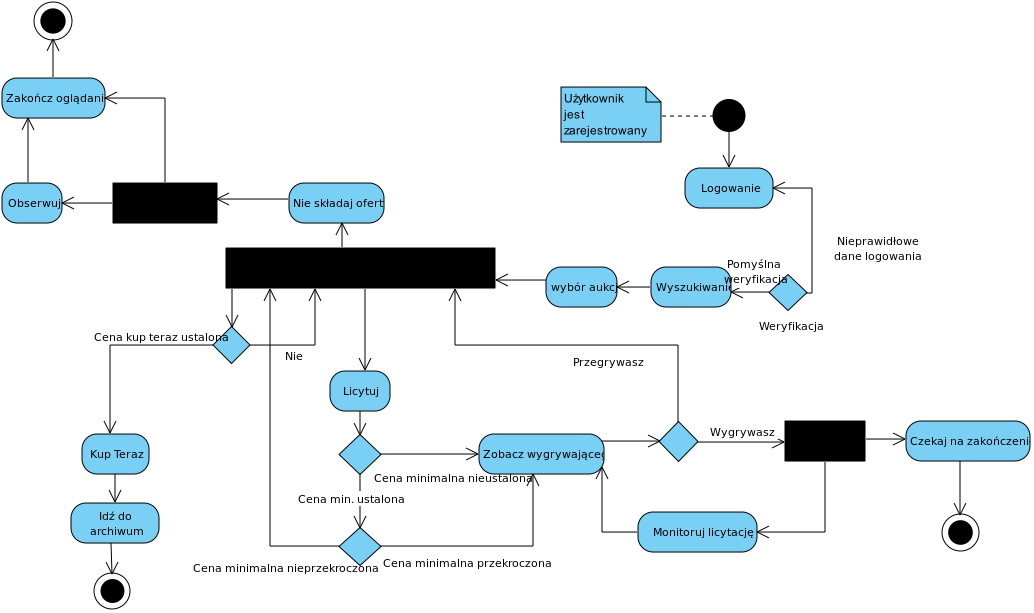 Użytkownik
jest
zarejestrowany
Zakończ oglądani
Logowanie
Obserwuj
Nie składaj ofert
Nieprawidłowe
dane logowania
Pomyślna
weryfikacja
wybór aukc
Wyszukiwanie
Weryfikacja
Cena kup teraz ustalona
Nie
Przegrywasz
Licytuj
Wygrywasz
Kup Teraz
Zobacz wygrywającego
Czekaj na zakończeni
Cena minimalna nieustalona
Cena min. ustalona
Idź do
archiwum
Monitoruj licytację
Cena minimalna nieprzekroczona
Cena minimalna przekroczona